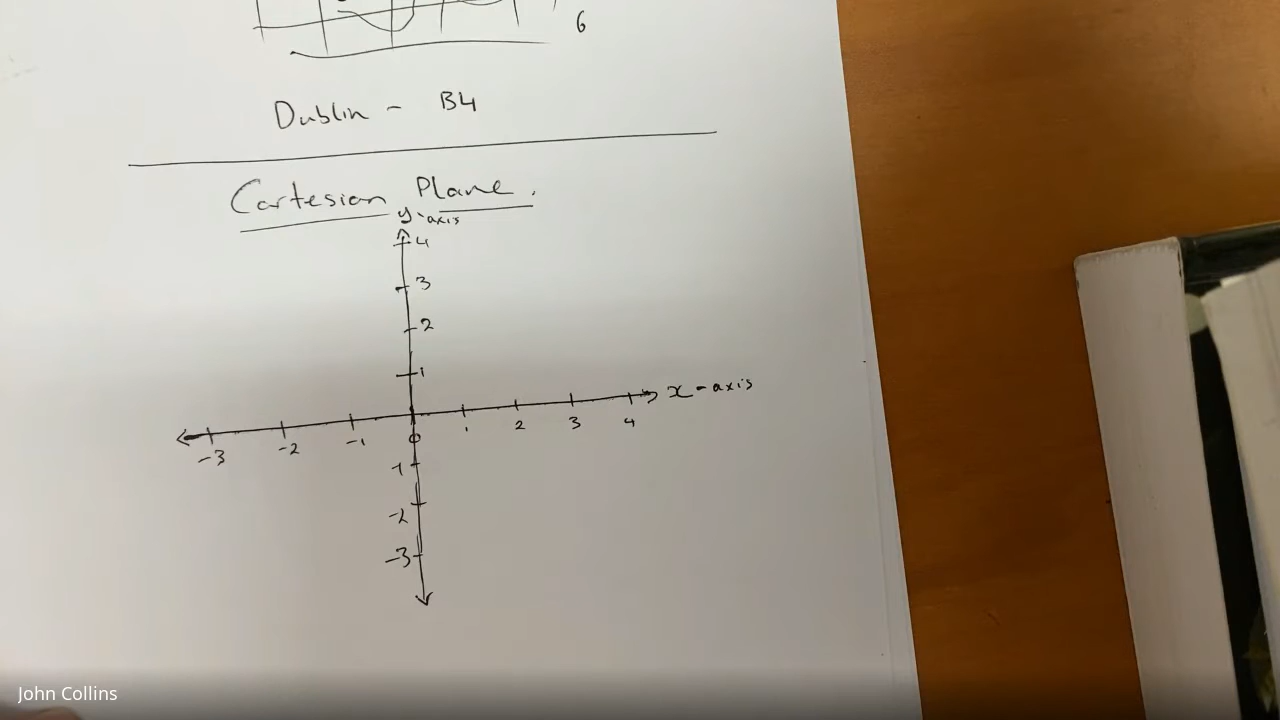 6
Dublin - B4
Cartesian Plane.
y-axis
4
3
2
1
x-axis
-3 -2 -1 0 1 2 3 4
-1
-2
-3
John Collins